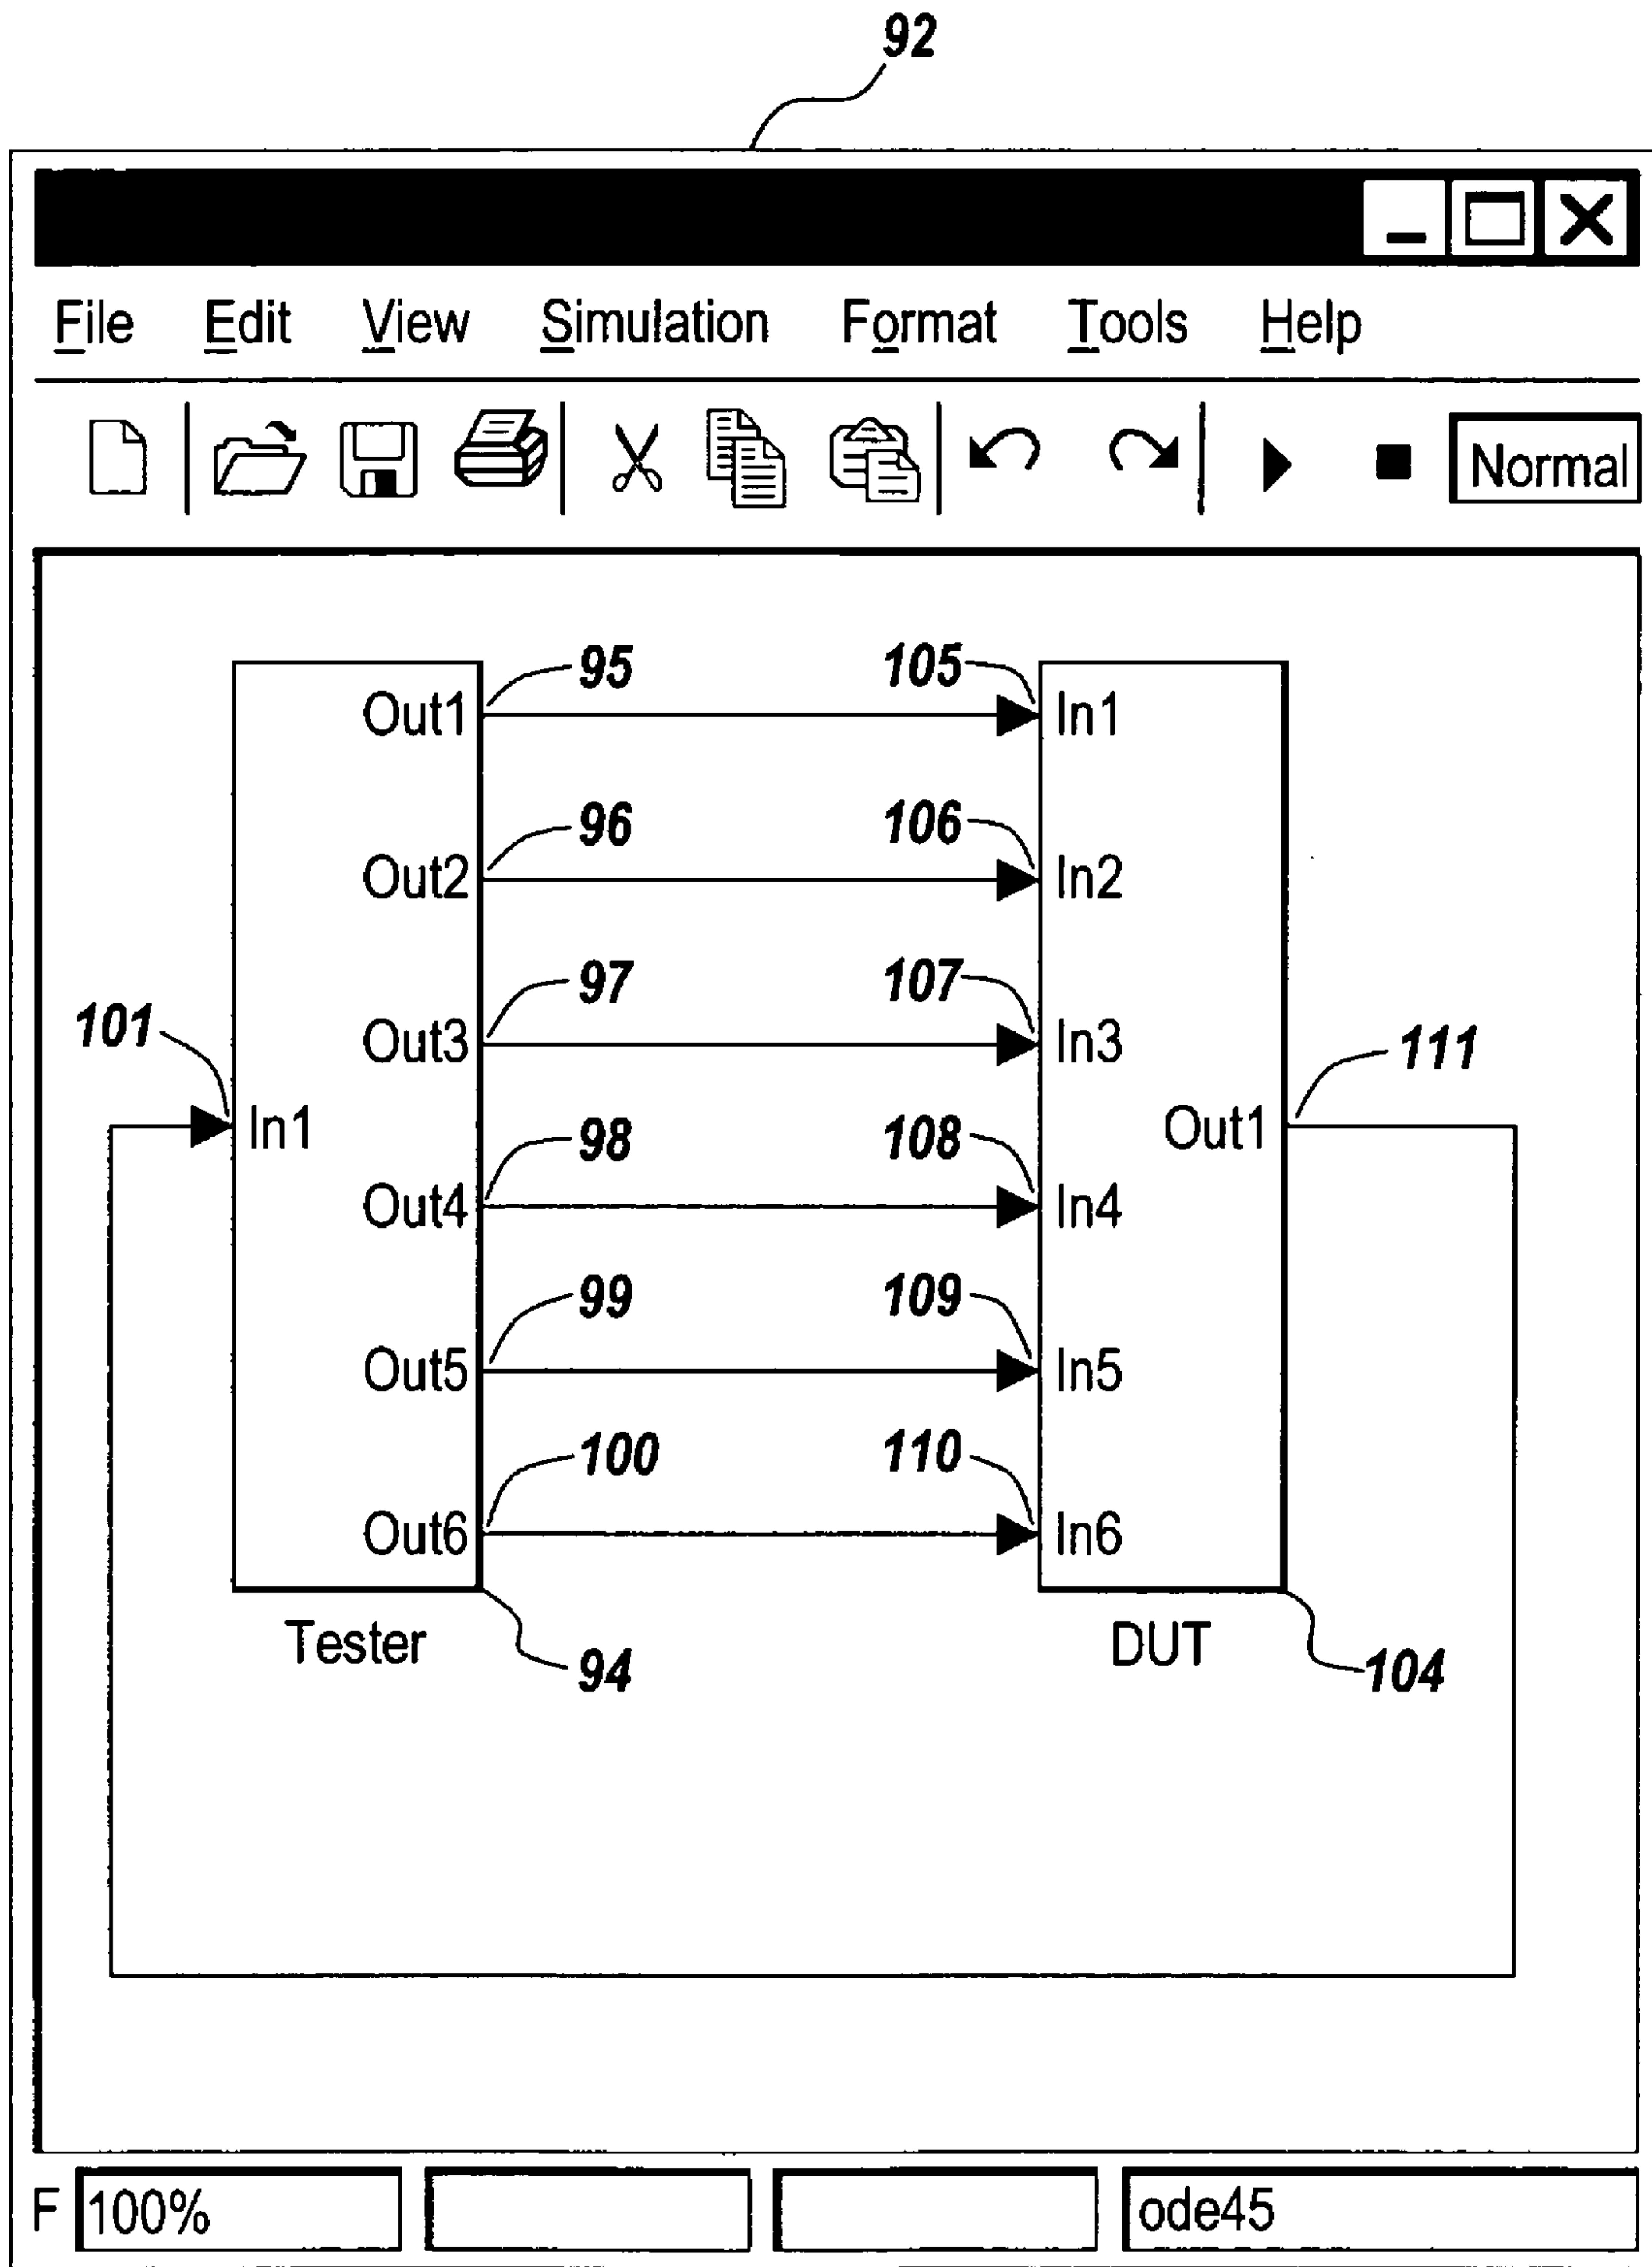 92
File Edit View Simulation Format Tools Help
Normal
95 105
Out1 In1
96 106
Out2 In2
97 107
101 Out3 In3 111
In1 98 108 Out1
Out4 In4
99 109
Out5 In5
100 110
Out6 In6
Tester 94 DUT 104
F 100% ode45